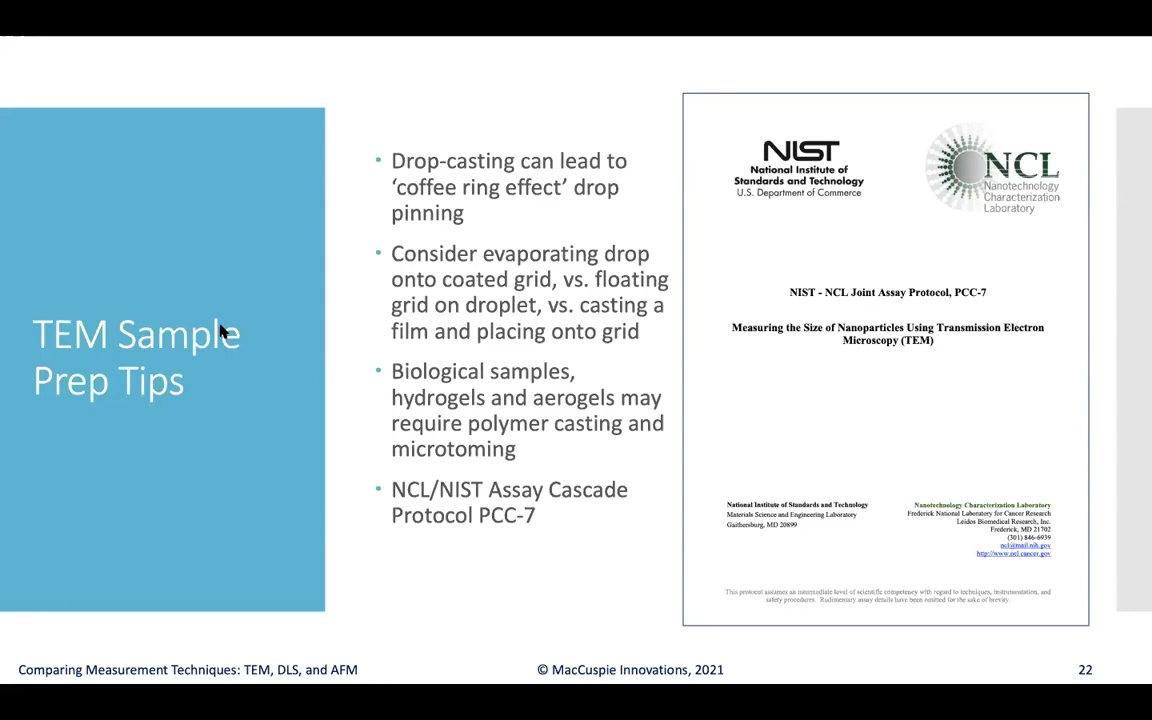 TEM Sample
Prep Tips
• Drop-casting can lead to
‘coffee ring effect’ drop
pinning
• Consider evaporating drop
onto coated grid, vs. floating
grid on droplet, vs. casting a
film and placing onto grid
• Biological samples,
hydrogels and aerogels may
require polymer casting and
microtoming
• NCL/NIST Assay Cascade
Protocol PCC-7
NIST
National Institute of
Standards and Technology
U.S. Department of Commerce
NCL
Nanotechnology
Characterization
Laboratory
NIST - NCL Joint Assay Protocol, PCC-7
Measuring the Size of Nanoparticles Using Transmission Electron
Microscopy (TEM)
National Institute of Standards and Technology
Materials Science and Engineering Laboratory
Gaithersburg, MD 20899
Nanotechnology Characterization Laboratory
Frederick National Laboratory for Cancer Research
Leidos Biomedical Research, Inc.
Frederick, MD 21702
(301) 846-6939
ncl@mail.nih.gov
http://www.ncl.cancer.gov
This protocol assumes an intermediate level of scientific competency with regard to techniques, instrumentation, and
safety procedures. Rudimentary assay details have been omitted for the sake of brevity.
Comparing Measurement Techniques: TEM, DLS, and AFM
© MacCuspie Innovations, 2021
22